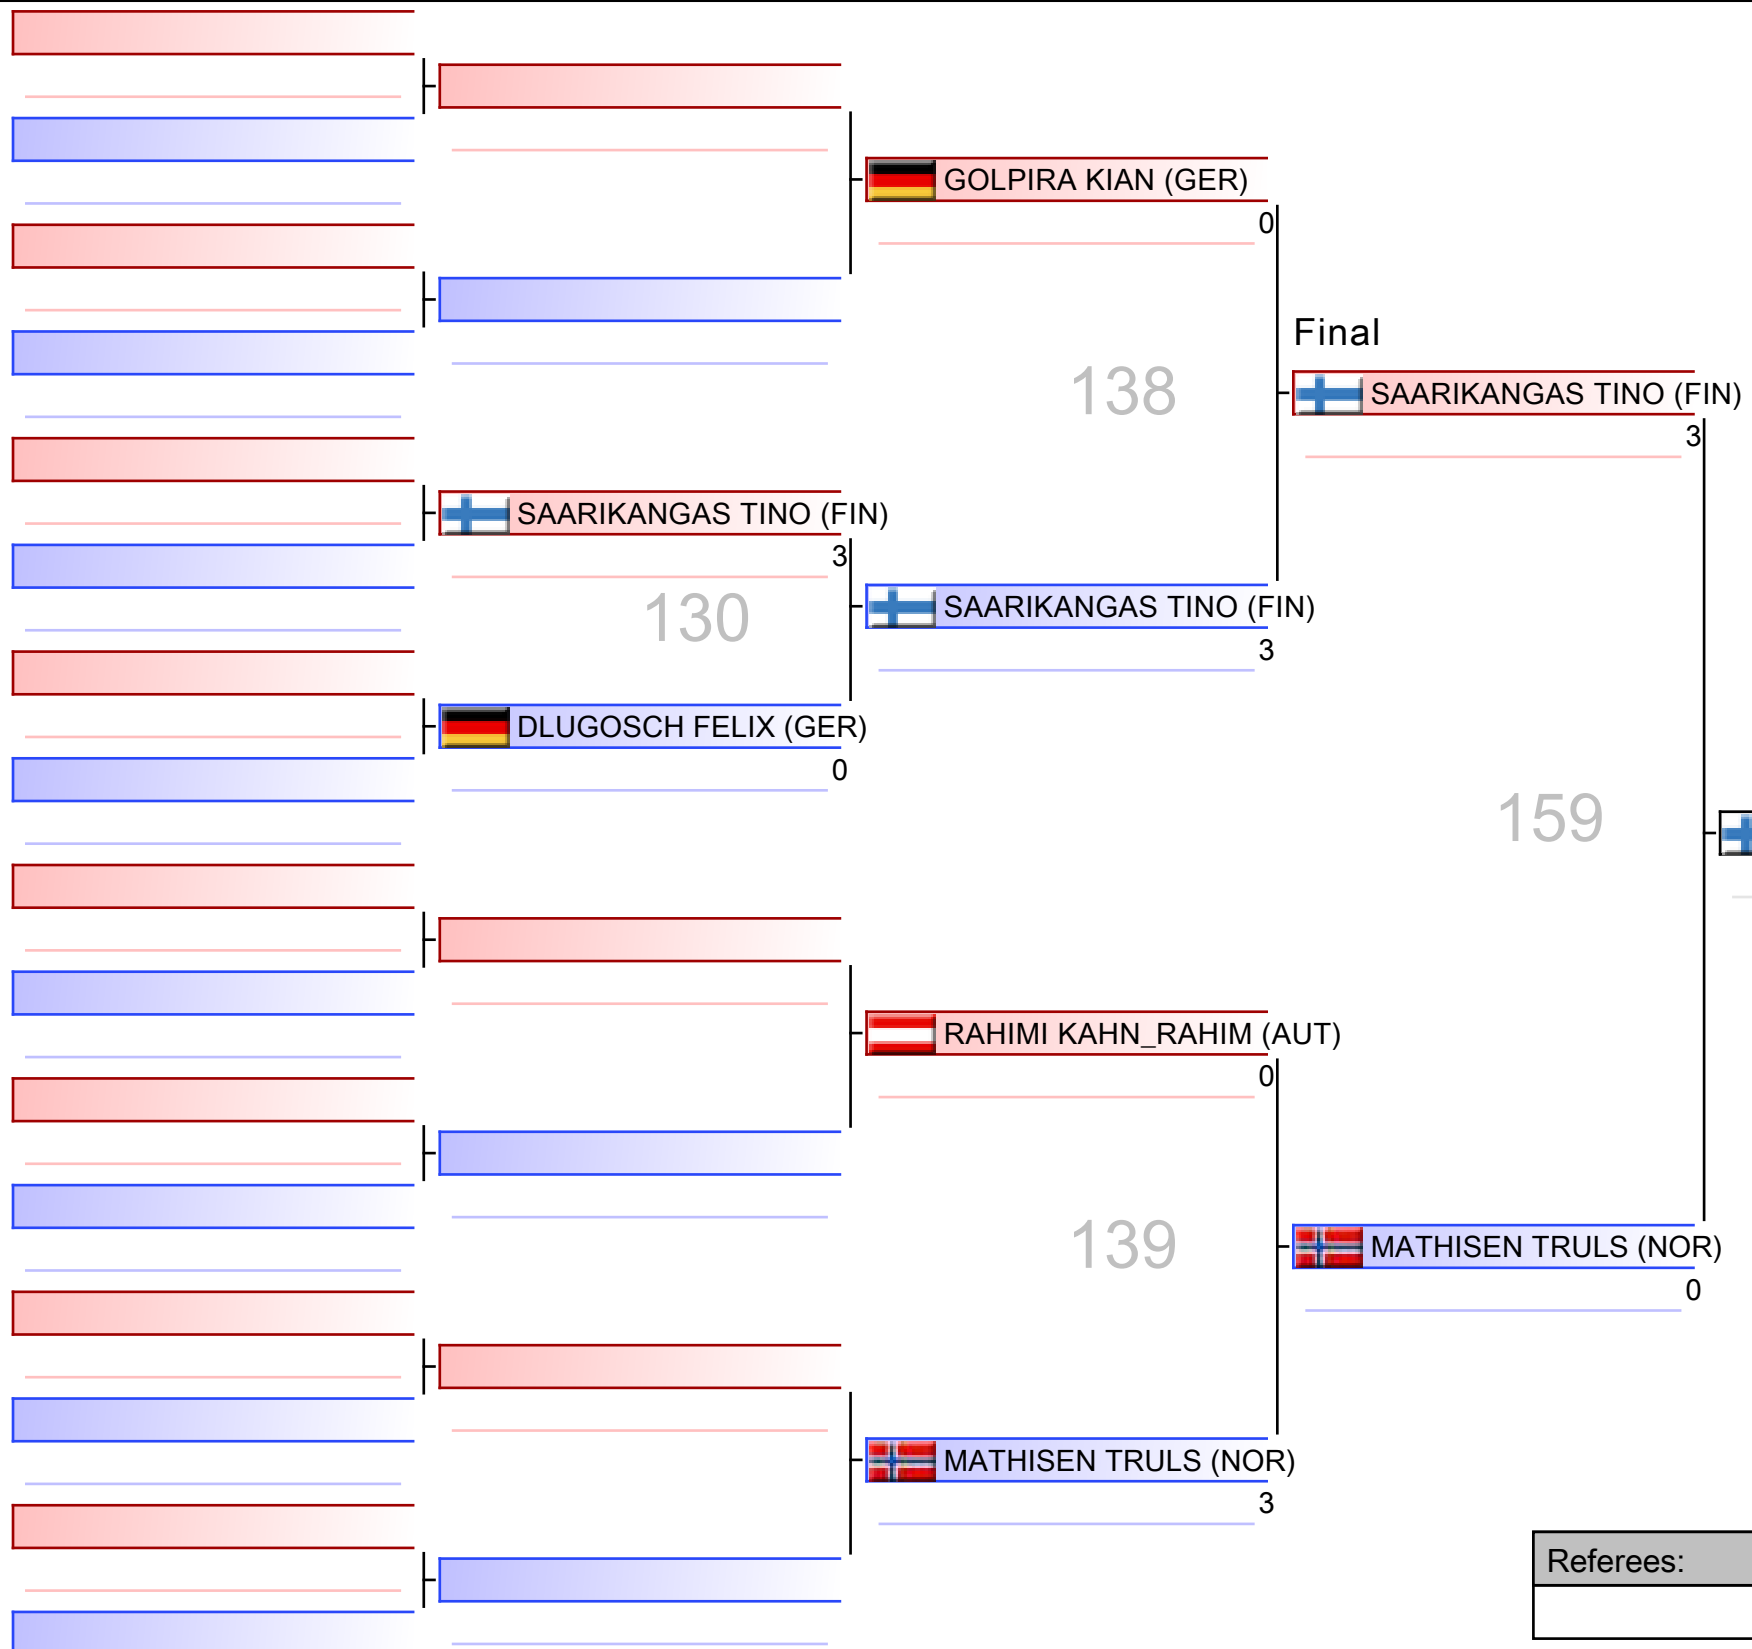 GOLPIRA KIAN (GER)
0
Final
138
SAARIKANGAS TINO (FIN)
3
SAARIKANGAS TINO (FIN)
3
130
SAARIKANGAS TINO (FIN)
3
DLUGOSCH FELIX (GER)
0
159
RAHIMI KAHN_RAHIM (AUT)
0
139
MATHISEN TRULS (NOR)
0
MATHISEN TRULS (NOR)
3
Referees: